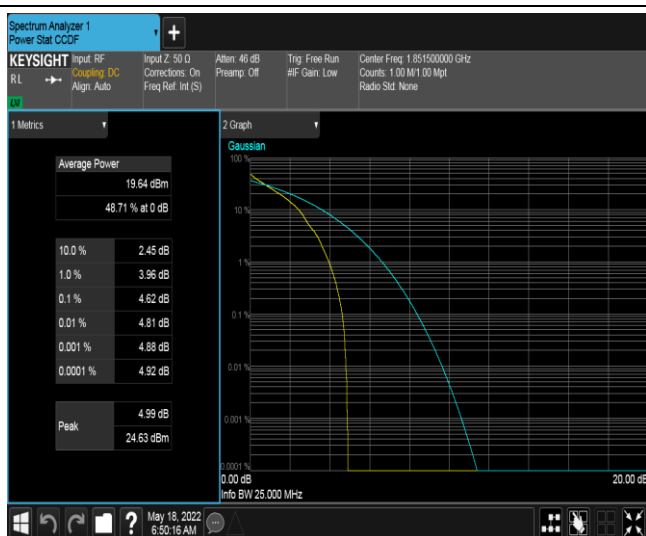 Spectrum Analyzer 1
Power Stat CCDF
KEYSIGHT
RL
Input: RF
Coupling: DC
Align: Auto
Input Z: 50 Ω
Corrections: On
Freq Ref: Int (S)
Atten: 46 dB
Preamp: Off
Trig: Free Run
#IF Gain: Low
Center Freq: 1.851500000 GHz
Counts: 1.00 M/1.00 Mpt
Radio Std: None
1 Metrics
Average Power
19.64 dBm
48.71 % at 0 dB
10.0 % 2.45 dB
1.0 % 3.96 dB
0.1 % 4.62 dB
0.01 % 4.81 dB
0.001 % 4.88 dB
0.0001 % 4.92 dB
Peak
4.99 dB
24.63 dBm
2 Graph
Gaussian
100 %
10 %
1 %
0.1 %
0.01 %
0.001 %
0.0001 %
0.00 dB
20.00 dB
Info BW 25.000 MHz
?
May 18, 2022
6:50:16 AM